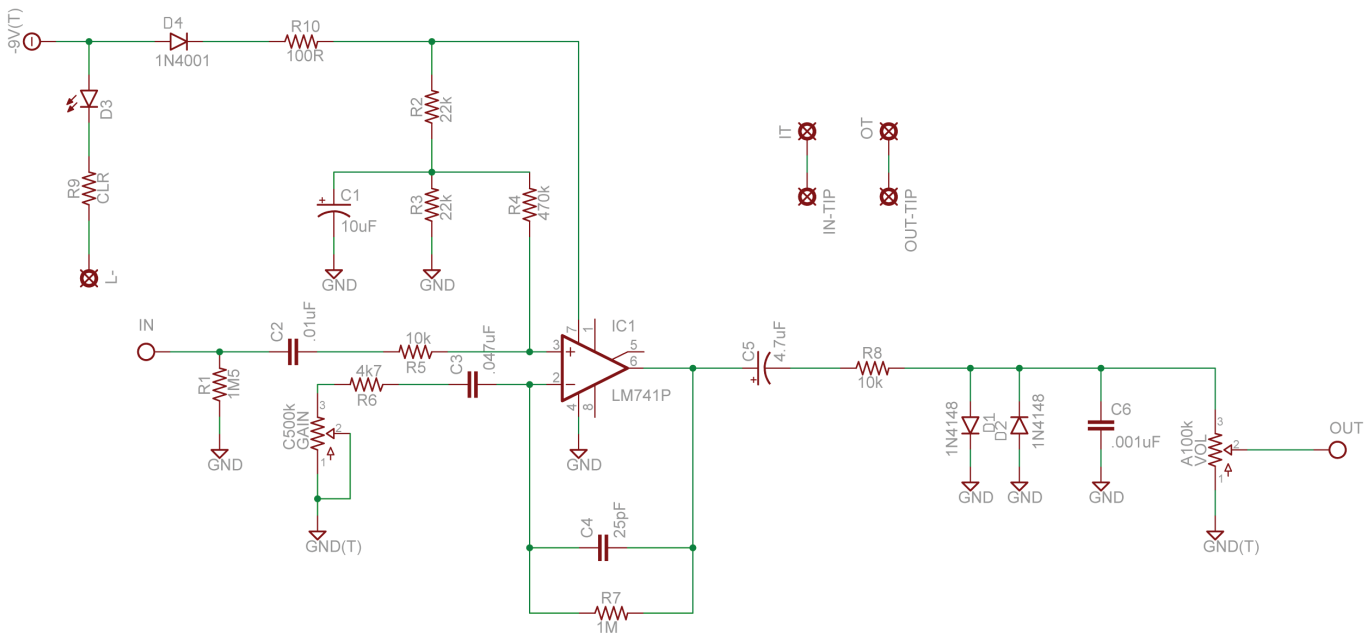 -9V(T)
D4
1N4001
R10
100R
D3
R2
22k
IT
OT
R9
CLR
C1
10uF
R3
22k
R4
470k
IN-TIP
OUT-TIP
L-
GND
GND
IN
C2
.01uF
10k
R5
C3
.047uF
7
1
IC1
3
5
6
2
4
8
LM741P
C5
4.7uF
R8
10k
R1
1M5
4k7
R6
3
C500k
GAIN
2
1
1N4148
D1
D2
1N4148
C6
.001uF
3
A100k
VOL
2
1
OUT
GND
GND
GND
GND
GND
GND(T)
C4
25pF
GND(T)
R7
1M